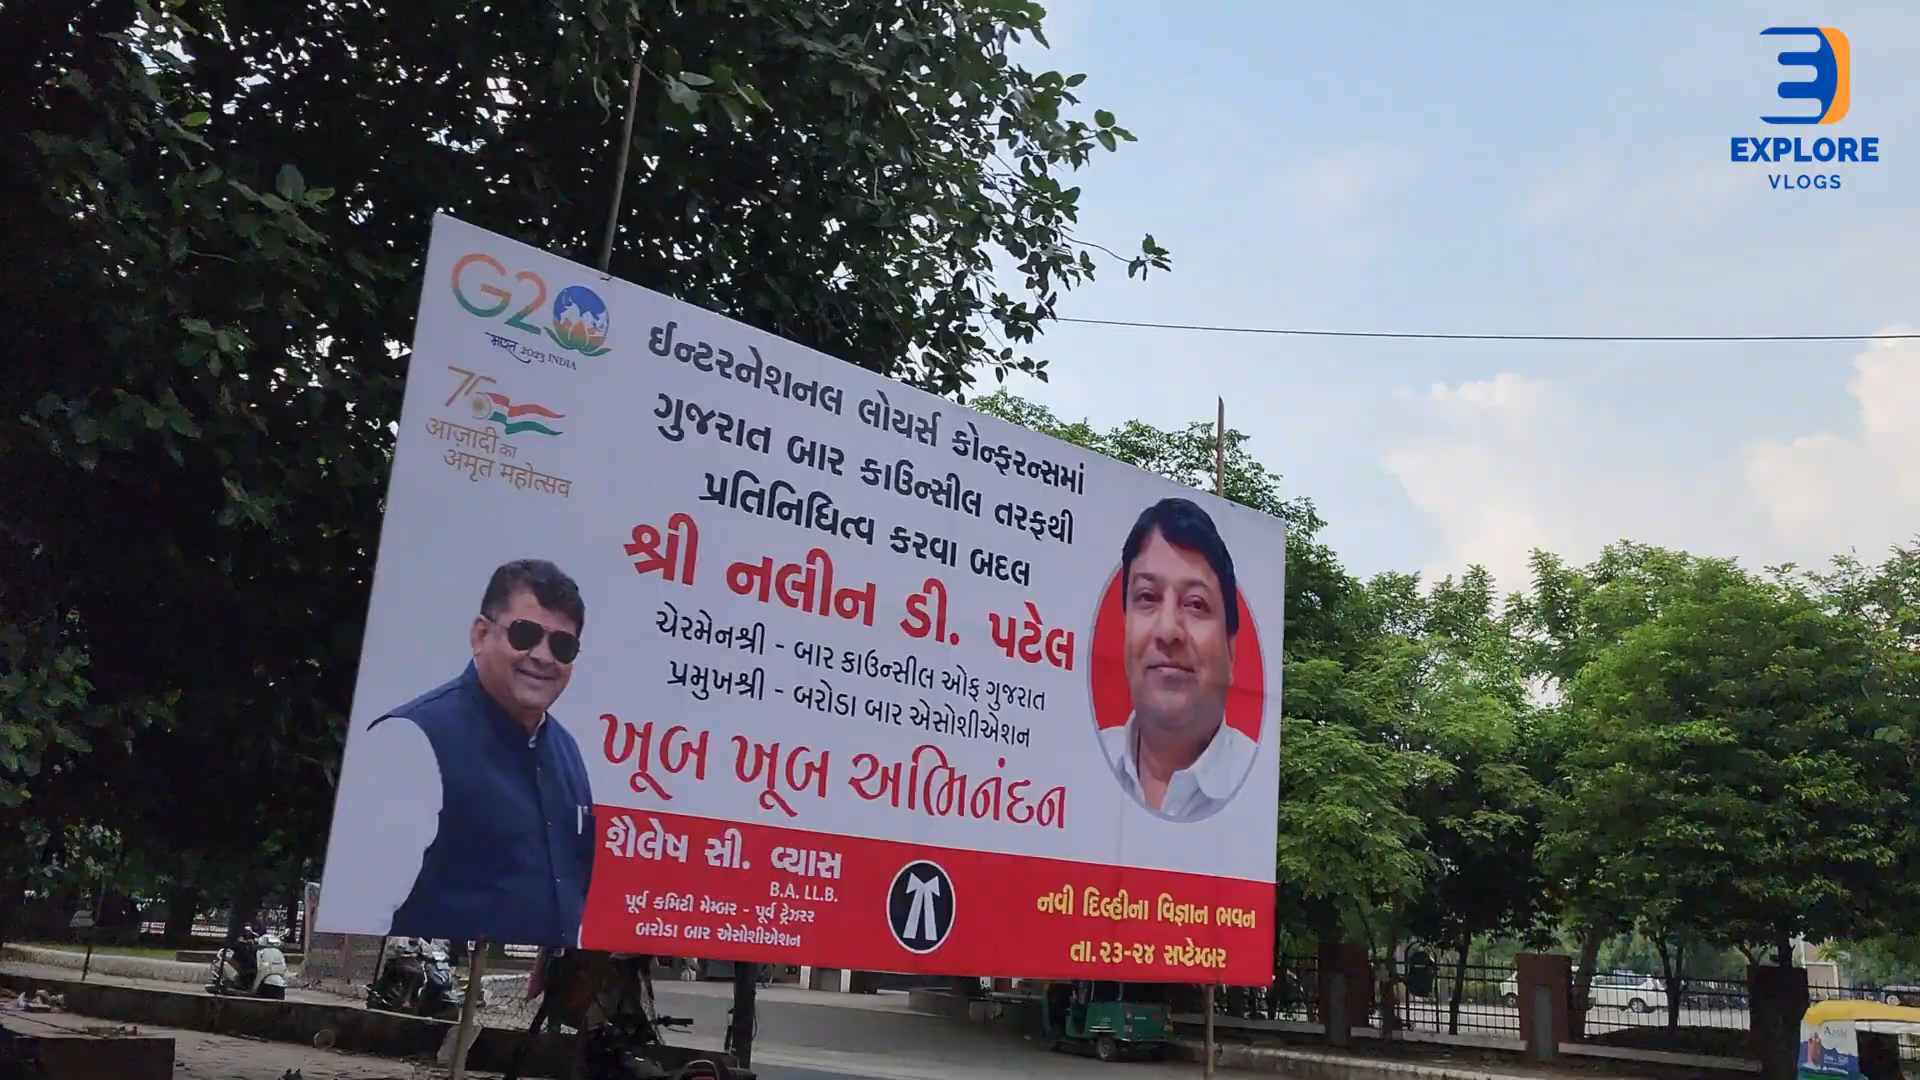 EXPLORE
VLOGS
G20
भारत 2023 INDIA
75
आज़ादी का
अमृत महोत्सव
ઈન્ટરનેશનલ લોયર્સ કોન્ફરન્સમાં
ગુજરાત બાર કાઉન્સીલ તરફથી
પ્રતિનિધિત્વ કરવા બદલ
શ્રી નલીન ડી. પટેલ
ચેરમેનશ્રી - બાર કાઉન્સીલ ઓફ ગુજરાત
પ્રમુખશ્રી - બરોડા બાર એસોશીએશન
ખૂબ ખૂબ અભિનંદન
શૈલેષ સી. વ્યાસ
B.A. LL.B.
પૂર્વ કમિટી મેમ્બર - પૂર્વ ટ્રેઝરર
બરોડા બાર એસોશીએશન
નવી દિલ્હીના વિજ્ઞાન ભવન
તા.૨૩-૨૪ સપ્ટેમ્બર